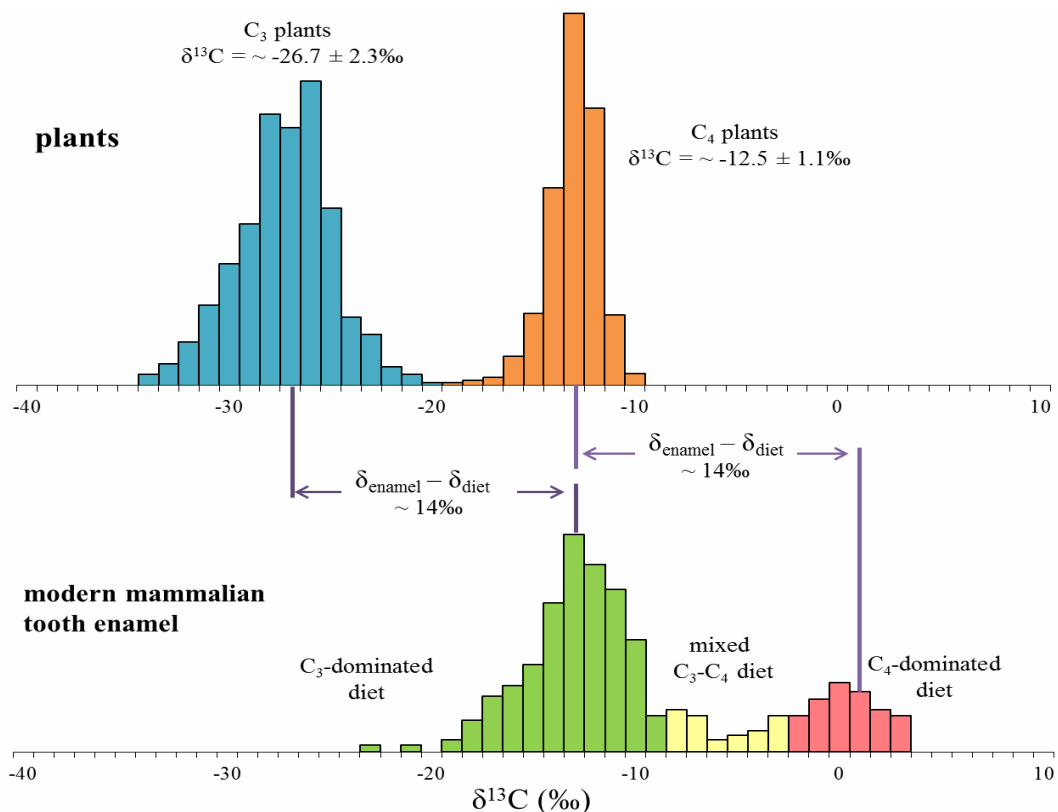 C₃ plants
δ¹³C = ~ -26.7 ± 2.3‰
plants
C₄ plants
δ¹³C = ~ -12.5 ± 1.1‰
-40 -30 -20 -10 0 10
δenamel – δdiet
~ 14‰
δenamel – δdiet
~ 14‰
modern mammalian
tooth enamel
C₃-dominated
diet
mixed
C₃-C₄ diet
C₄-dominated
diet
-40 -30 -20 -10 0 10
δ¹³C (‰)